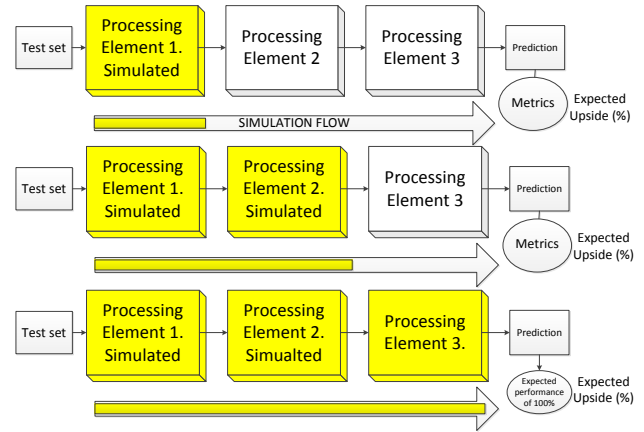 Test set
Processing
Element 1.
Simulated
Processing
Element 2
Processing
Element 3
Prediction
Metrics
Expected
Upside (%)
SIMULATION FLOW
Test set
Processing
Element 1.
Simulated
Processing
Element 2.
Simulated
Processing
Element 3
Prediction
Metrics
Expected
Upside (%)
Test set
Processing
Element 1.
Simulated
Processing
Element 2.
Simualted
Processing
Element 3.
Prediction
Expected
performance
of 100%
Expected
Upside (%)